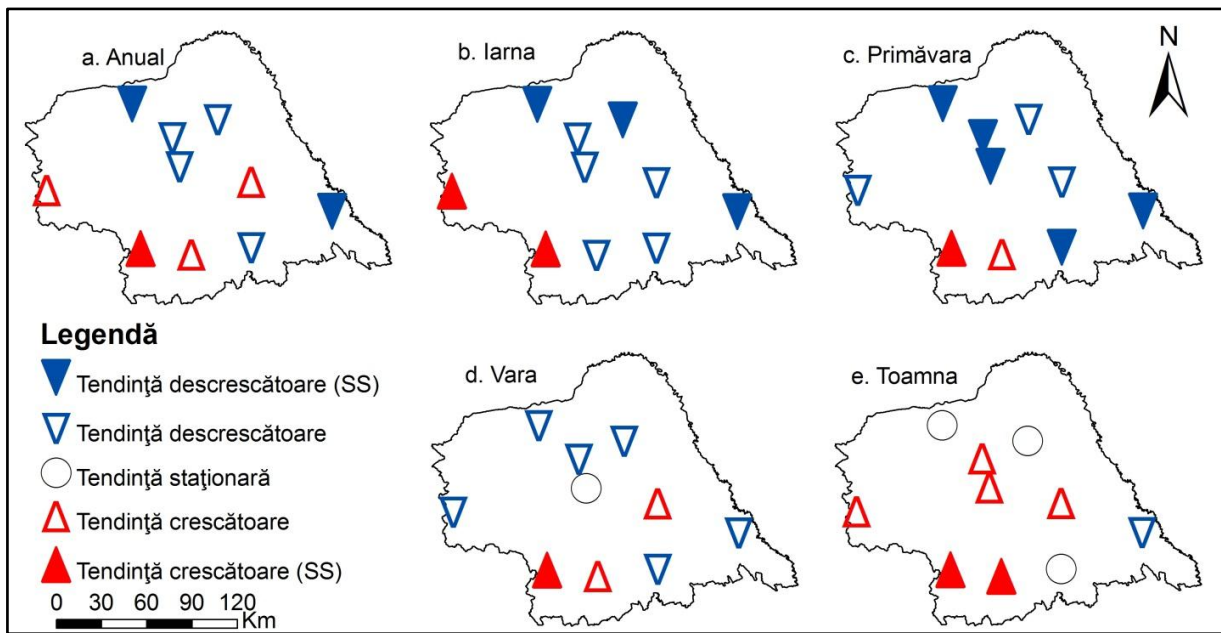 a. Anual
b. Iarna
c. Primăvara
N
Legendă
Tendinţă descrescătoare (SS)
Tendinţă descrescătoare
Tendinţă staţionară
Tendinţă crescătoare
Tendinţă crescătoare (SS)
0 30 60 90 120
Km
d. Vara
e. Toamna